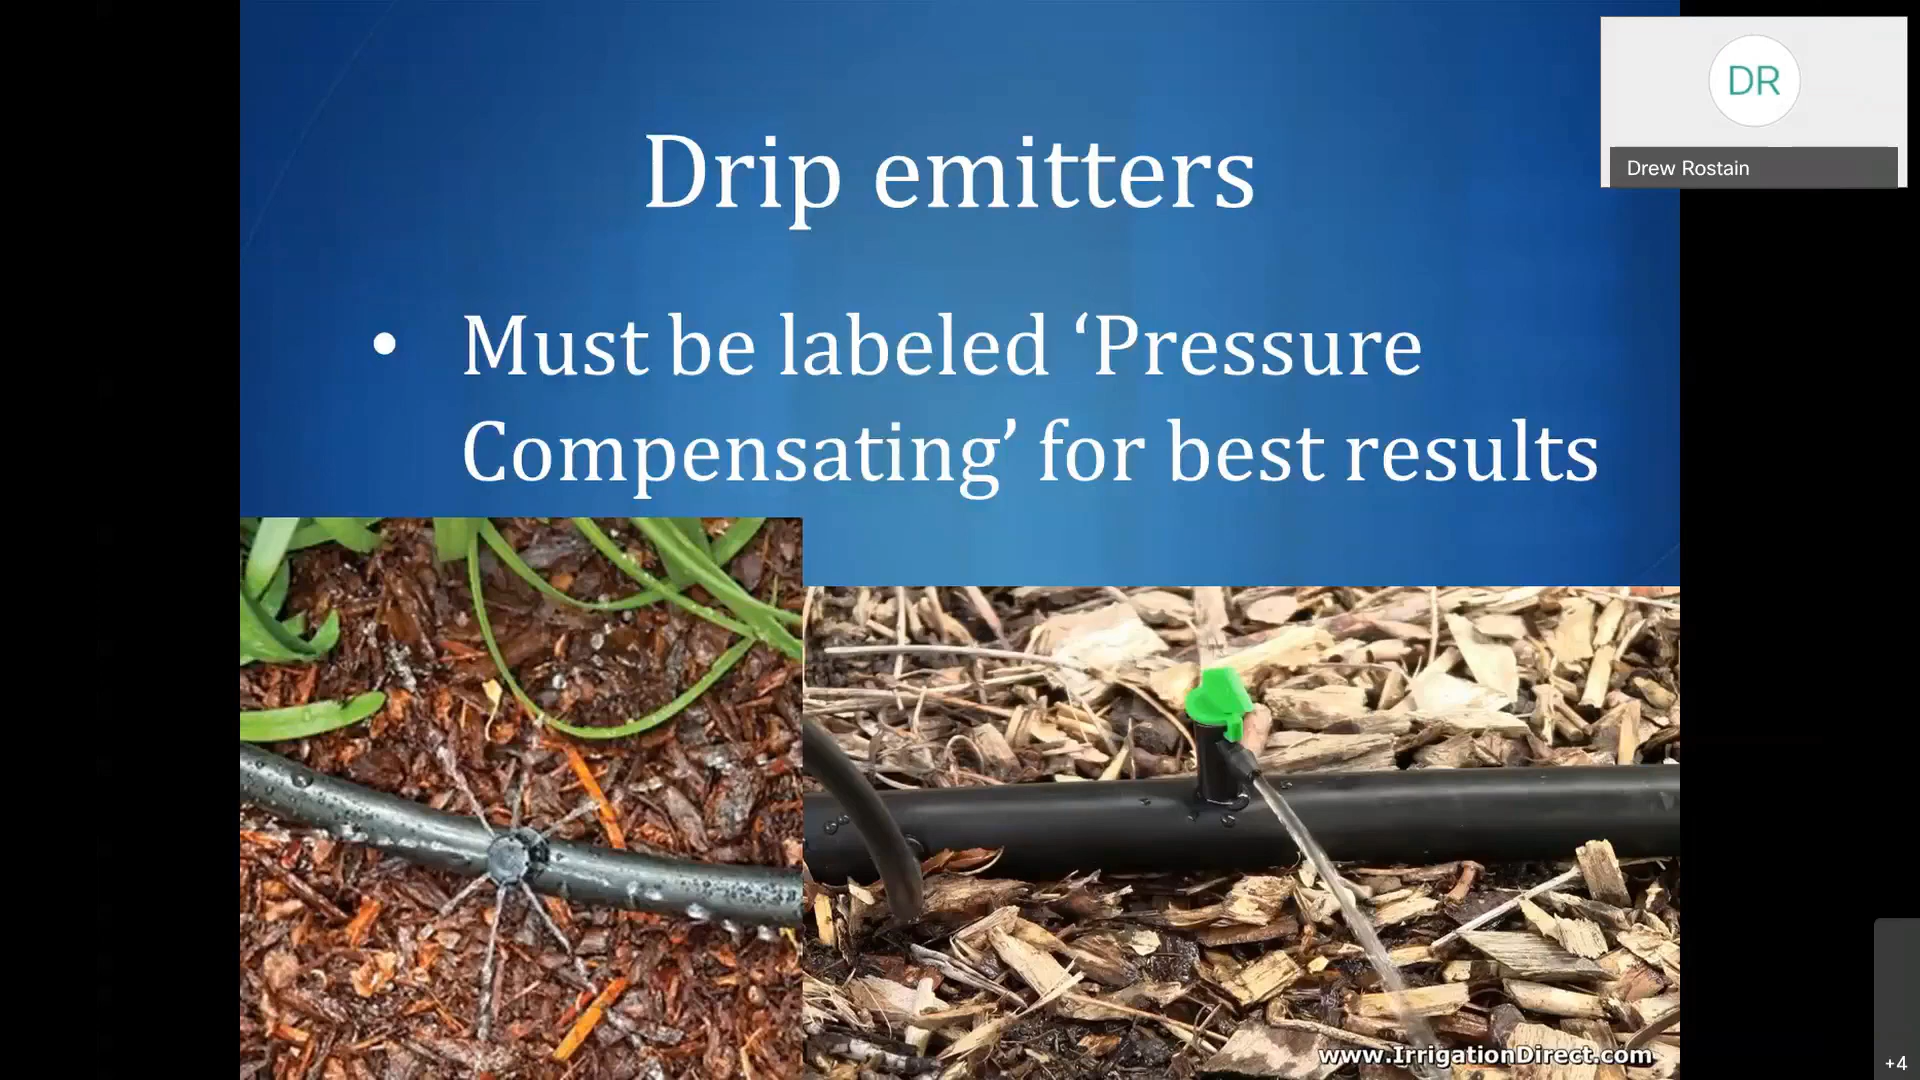 Drip emitters
• Must be labeled ‘Pressure
Compensating’ for best results
DR
Drew Rostain
www.IrrigationDirect.com
+4